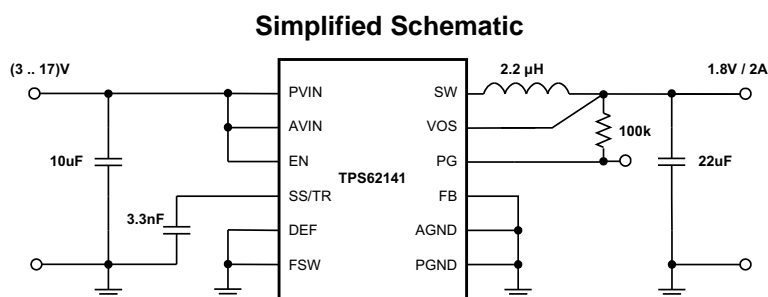 Simplified Schematic
(3 .. 17)V
2.2 µH
1.8V / 2A
PVIN
SW
AVIN
VOS
100k
10uF
EN
PG
22uF
TPS62141
SS/TR
FB
3.3nF
DEF
AGND
FSW
PGND